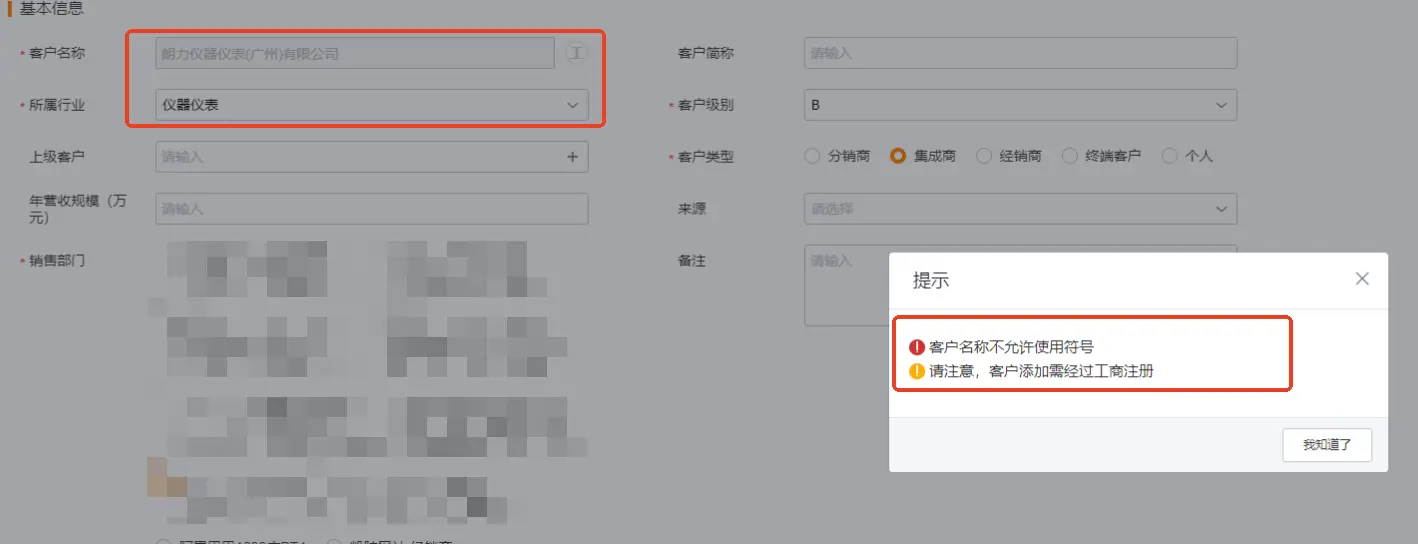 基本信息
* 客户名称 朗力仪器仪表(广州)有限公司 工 客户简称 请输入
* 所属行业 仪器仪表 * 客户级别 B
上级客户 请输入 + * 客户类型 分销商 集成商 经销商 终端客户 个人
年营收规模（万
元） 请输入 来源 请选择
* 销售部门 备注 请输入
提示
客户名称不允许使用符号
请注意，客户添加需经过工商注册
我知道了